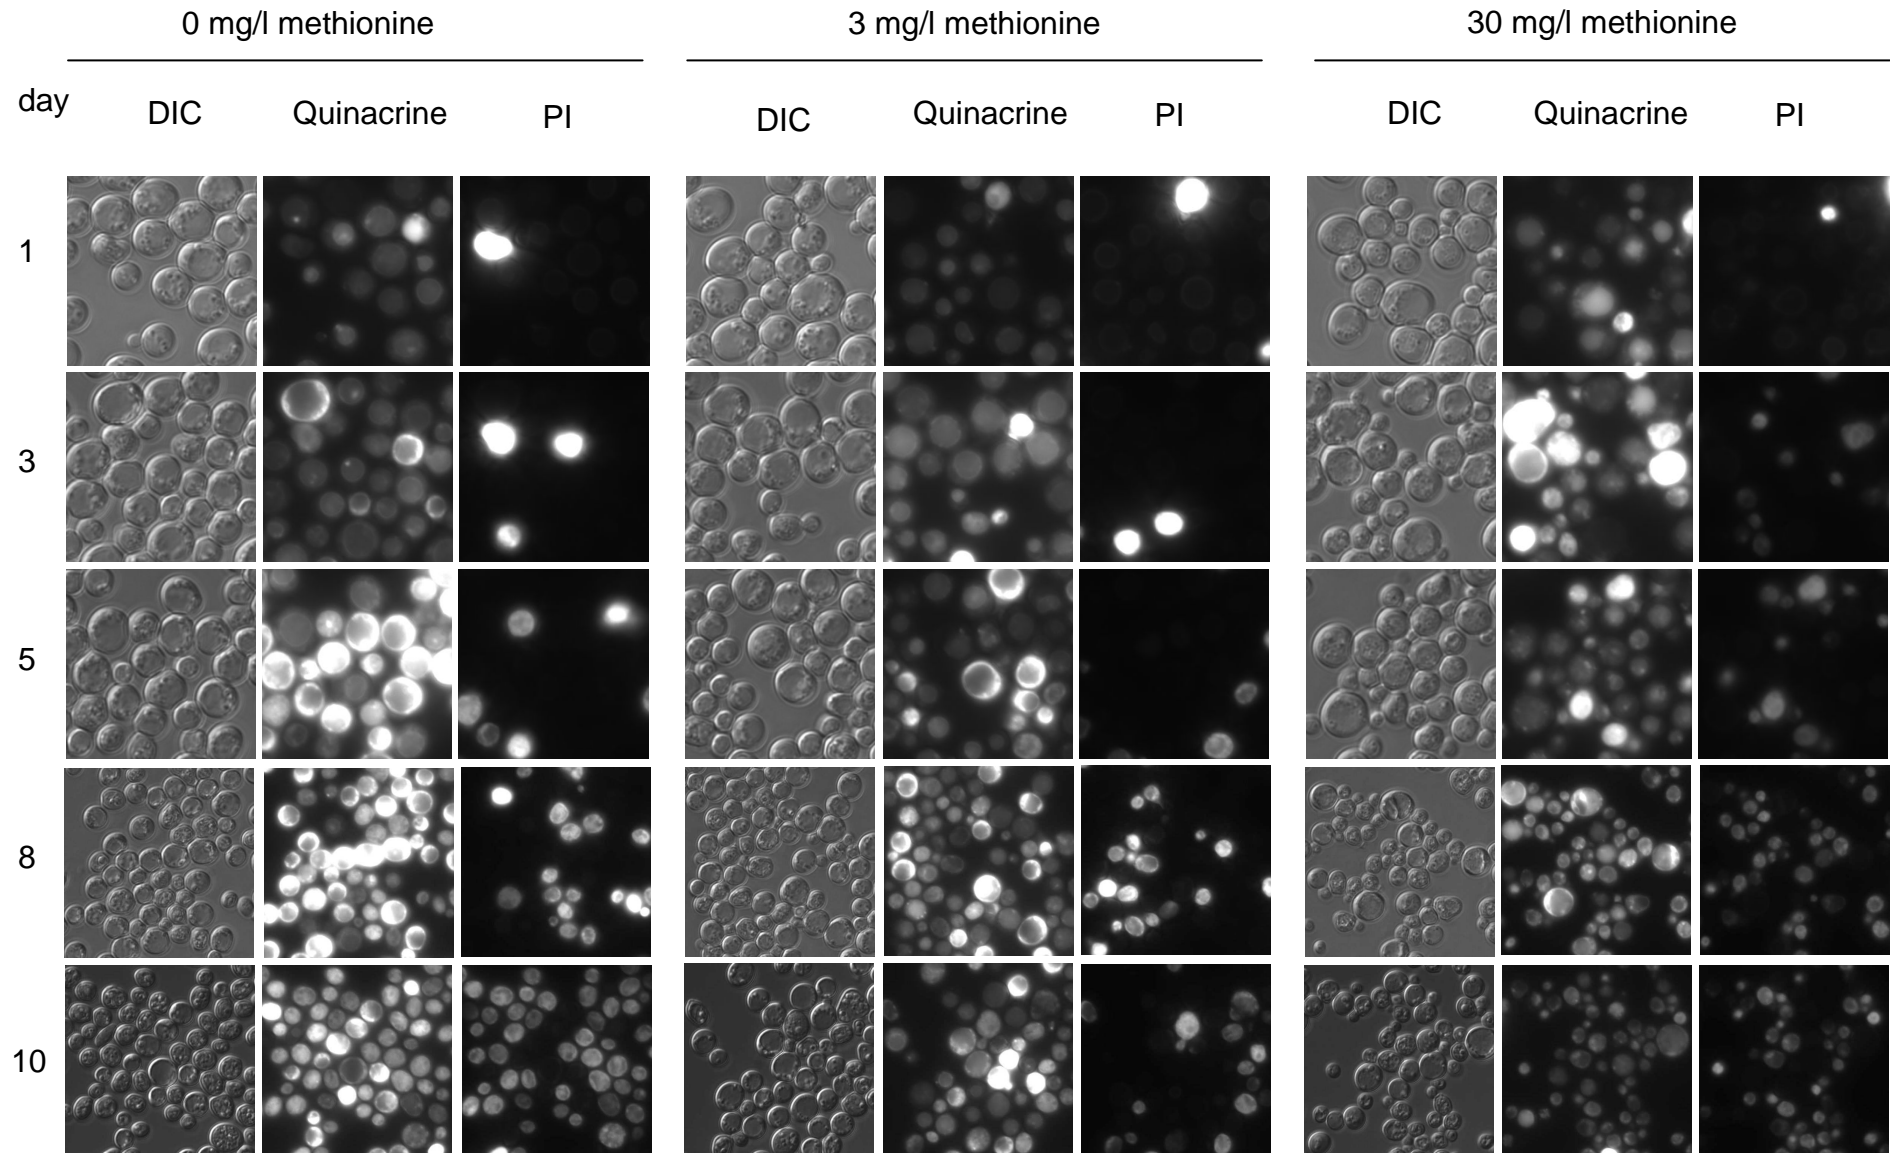 0 mg/l methionine 3 mg/l methionine 30 mg/l methionine
day DIC Quinacrine PI DIC Quinacrine PI DIC Quinacrine PI
1
3
5
8
10